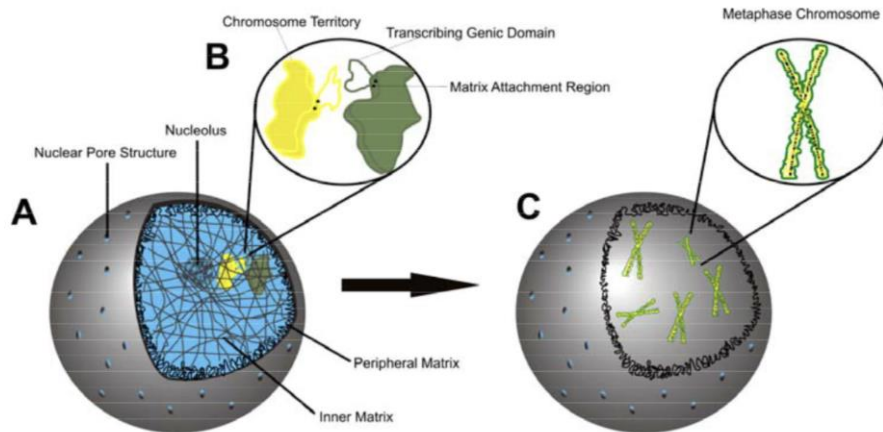 Chromosome Territory
B
Transcribing Genic Domain
Matrix Attachment Region
Metaphase Chromosome
Nucleolus
Nuclear Pore Structure
A
C
Peripheral Matrix
Inner Matrix